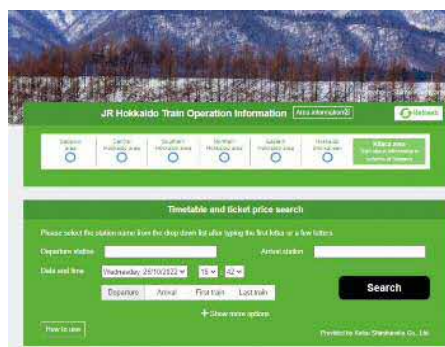 JR Hokkaido Train Operation Information
Area information
Refresh
Sapporo area
Central Hokkaido area
Southern Hokkaido area
Northern Hokkaido area
Eastern Hokkaido area
Hokkaido Shinkansen
Timetable and ticket price search
Please select the station name from the drop down list after typing the first letter or a few letters
Departure station
Arrival station
Date and time
Wednesday, 26/10/2022
15 : 42
Search
Departure Arrival First train Last train
+ Show more options
How to use
Provided by Kotsu Shimbunsha Co., Ltd.